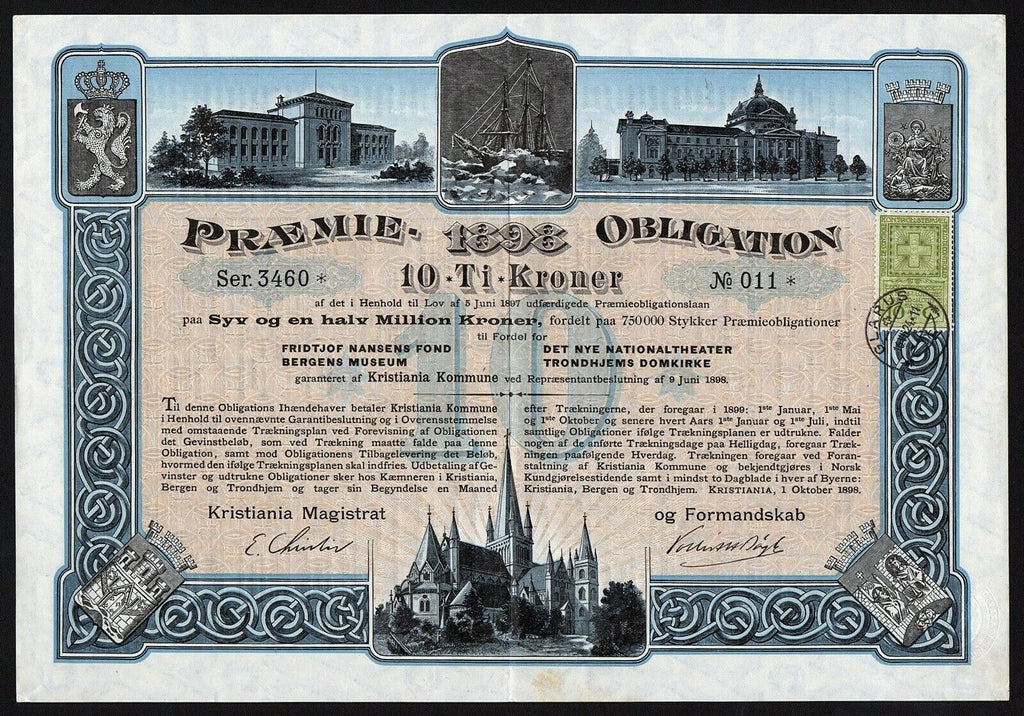 PRÆMIE- 1898 OBLIGATION
Ser. 3460 * 10 * Ti * Kroner № 011 *
af det i Henhold til Lov af 5 Juni 1897 udfærdigede Præmieobligationslaan
paa Syv og en halv Million Kroner, fordelt paa 750000 Stykker Præmieobligationer
til Fordel for
FRIDTJOF NANSENS FOND DET NYE NATIONALTHEATER
BERGENS MUSEUM TRONDHJEMS DOMKIRKE
garanteret af Kristiania Kommune ved Repræsentantbeslutning af 9 Juni 1898.
10
Til denne Obligations Ihændehaver betaler Kristiania Kommune
i Henhold til ovennævnte Garantibeslutning og i Overensstemmelse
med omstaaende Trækningsplan ved Forevisning af Obligationen
det Gevinstbeløb, som ved Trækning maatte falde paa denne
Obligation, samt mod Obligationens Tilbagelevering det Beløb,
hvormed den ifølge Trækningsplanen skal indfries. Udbetaling af Ge-
vinster og udtrukne Obligationer sker hos Kæmneren i Kristiania,
Bergen og Trondhjem og tager sin Begyndelse en Maaned
efter Trækningerne, der foregaar i 1899: 1ste Januar, 1ste Mai
og 1ste Oktober og senere hvert Aars 1ste Januar og 1ste Juli, indtil
samtlige Obligationer ifølge Trækningsplanen er udtrukne. Falder
nogen af de anførte Trækningsdage paa Helligdag, foregaar Træk-
ningen paafølgende Hverdag. Trækningen foregaar ved Foran-
staltning af Kristiania Kommune og bekjendtgjøres i Norsk
Kundgjørelsestidende samt i mindst to Dagblade i hver af Byerne:
Kristiania, Bergen og Trondhjem. KRISTIANIA, 1 Oktober 1898.
Kristiania Magistrat og Formandskab
GLARUS